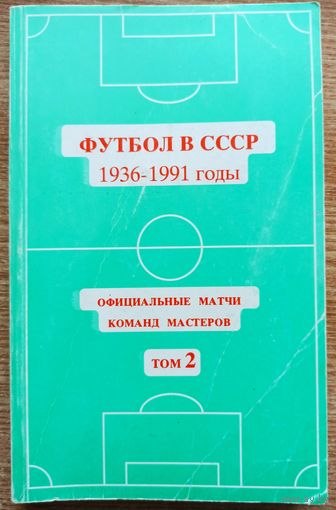 ФУТБОЛ В СССР
1936-1991 годы
ОФИЦИАЛЬНЫЕ МАТЧИ
КОМАНД МАСТЕРОВ
ТОМ 2